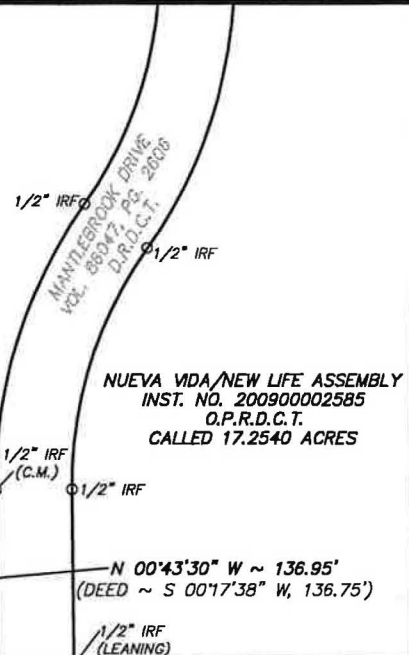 MANTLEBROOK DRIVE
VOL. 86047, PG. 2606
D.R.D.C.T.
1/2" IRF
1/2" IRF
NUEVA VIDA/NEW LIFE ASSEMBLY
INST. NO. 200900002585
O.P.R.D.C.T.
CALLED 17.2540 ACRES
1/2" IRF
(C.M.)
1/2" IRF
N 00°43'30" W ~ 136.95'
(DEED ~ S 00°17'38" W, 136.75')
1/2" IRF
(LEANING)